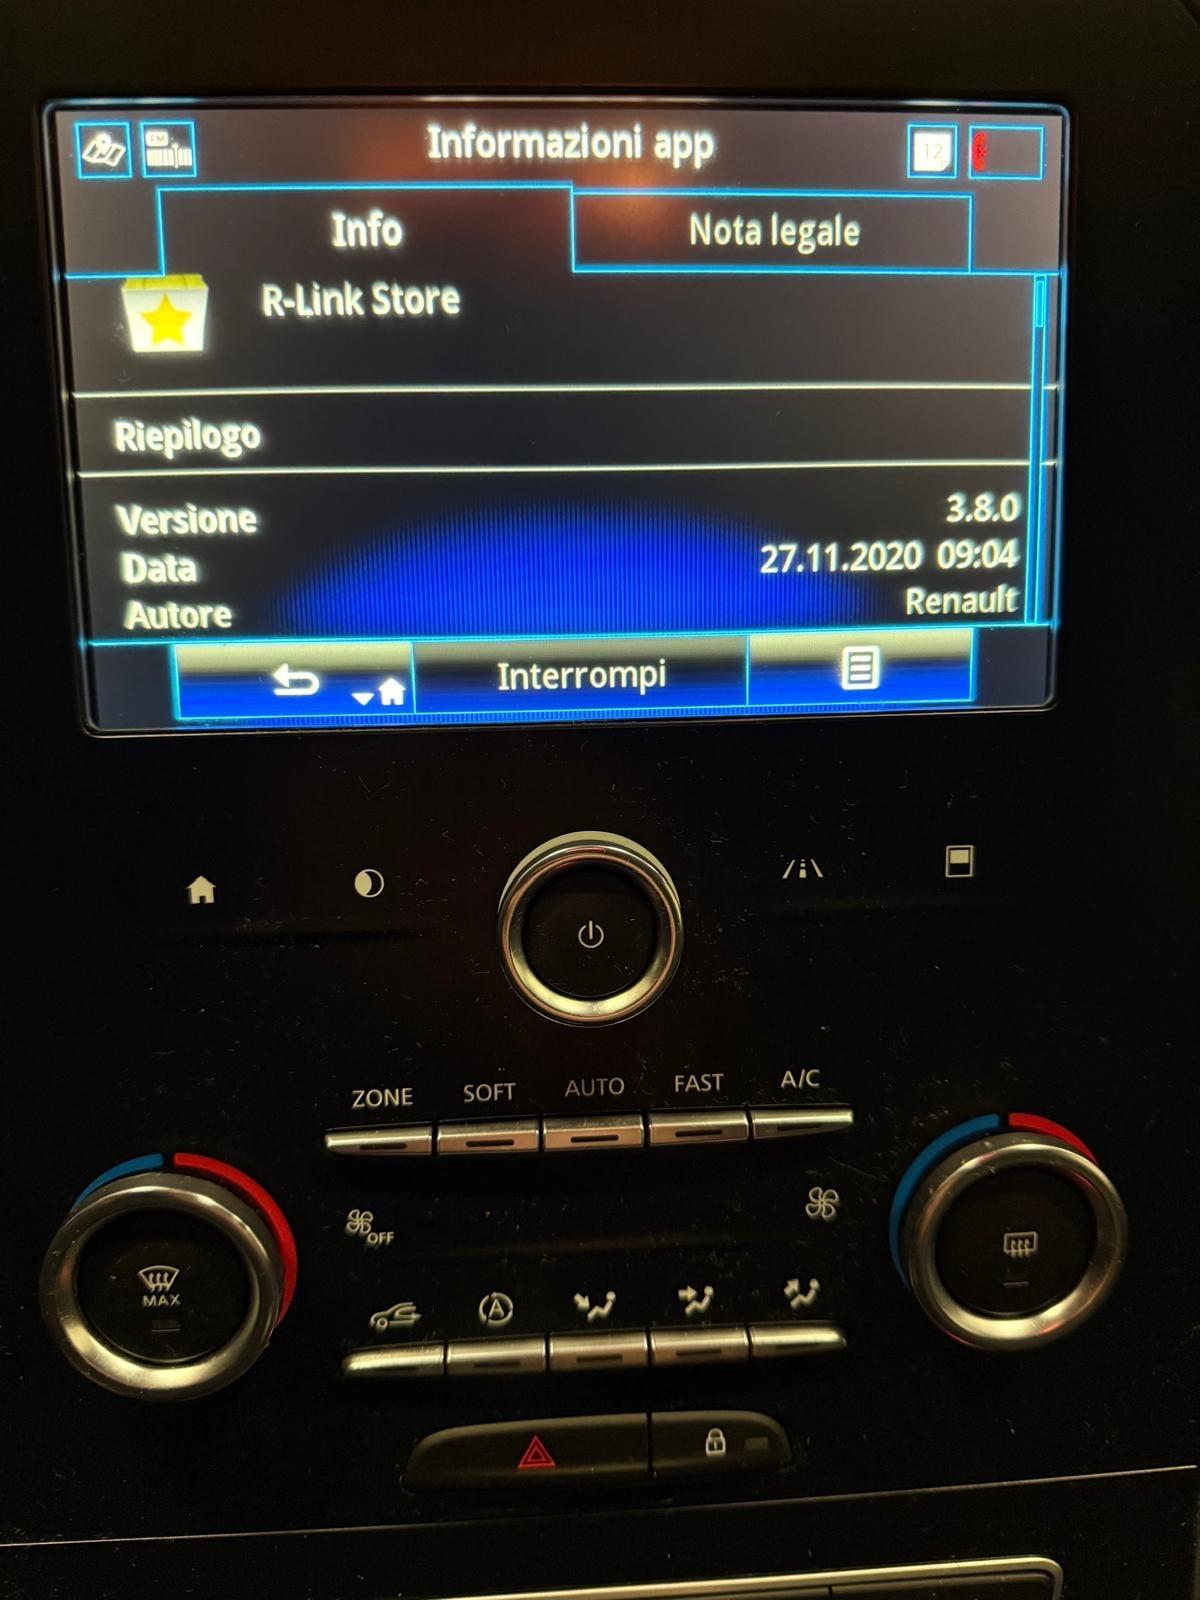 Informazioni app
FM
12
Info
Nota legale
R-Link Store
Riepilogo
Versione 3.8.0
Data 27.11.2020 09:04
Autore Renault
Interrompi
ZONE SOFT AUTO FAST A/C
OFF
MAX
A